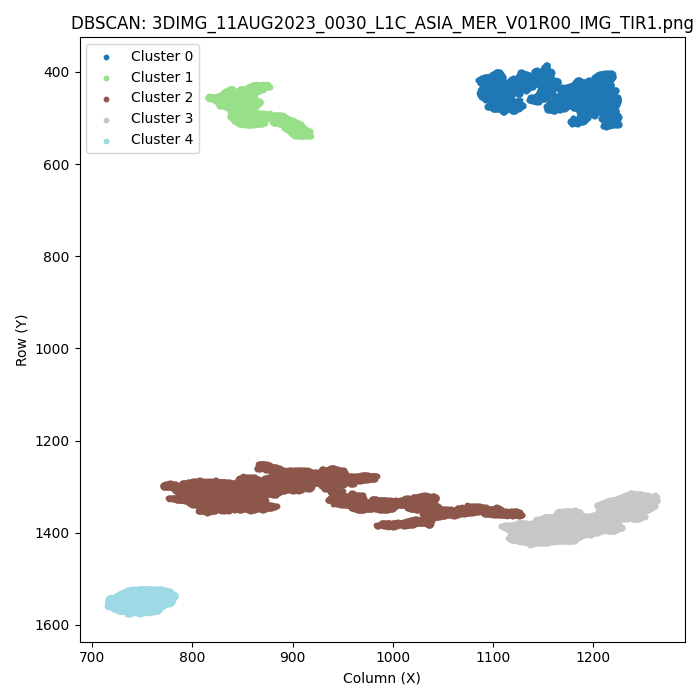 DBSCAN: 3DIMG_11AUG2023_0030_L1C_ASIA_MER_V01R00_IMG_TIR1.png
Cluster 0
Cluster 1
Cluster 2
Cluster 3
Cluster 4
400
600
800
1000
1200
1400
1600
Row (Y)
700 800 900 1000 1100 1200
Column (X)